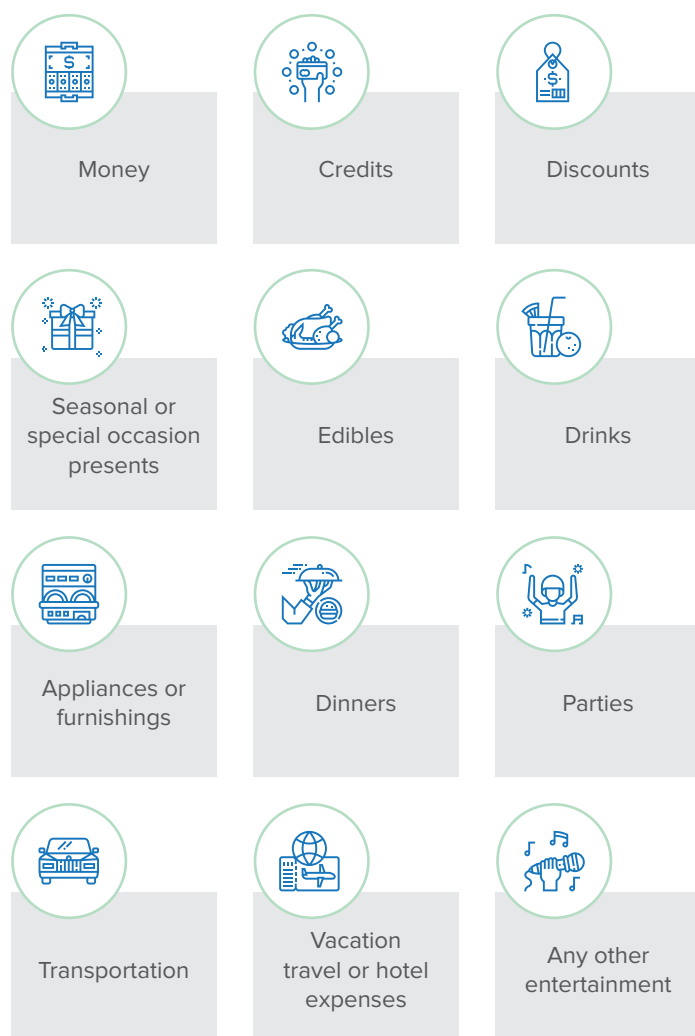 Money
Credits
Discounts
Seasonal or
special occasion
presents
Edibles
Drinks
Appliances or
furnishings
Dinners
Parties
Transportation
Vacation
travel or hotel
expenses
Any other
entertainment